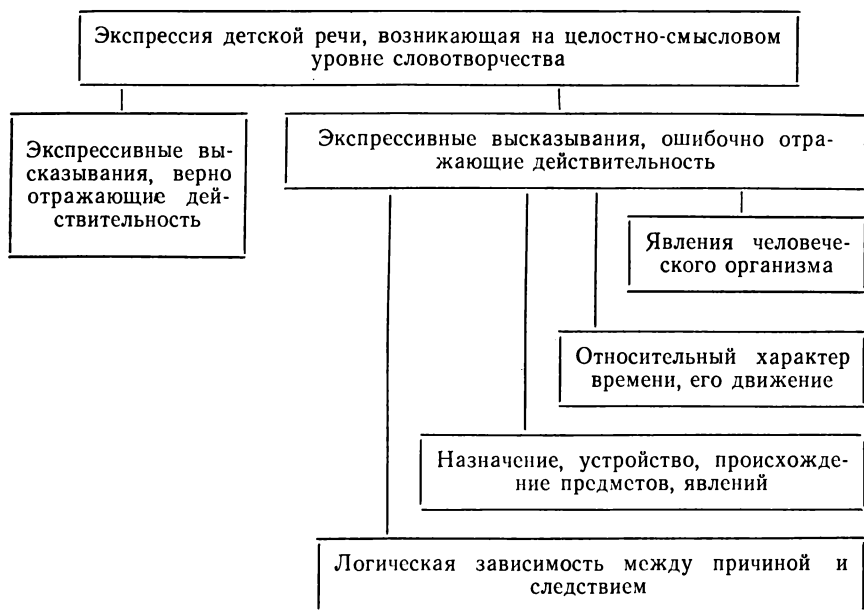 Экспрессия детской речи, возникающая на целостно-смысловом
уровне словотворчества
Экспрессивные вы-
сказывания, верно
отражающие дей-
ствительность
Экспрессивные высказывания, ошибочно отра-
жающие действительность
Явления человече-
ского организма
Относительный характер
времени, его движение
Назначение, устройство, происхожде-
ние предметов, явлений
Логическая зависимость между причиной и
следствием